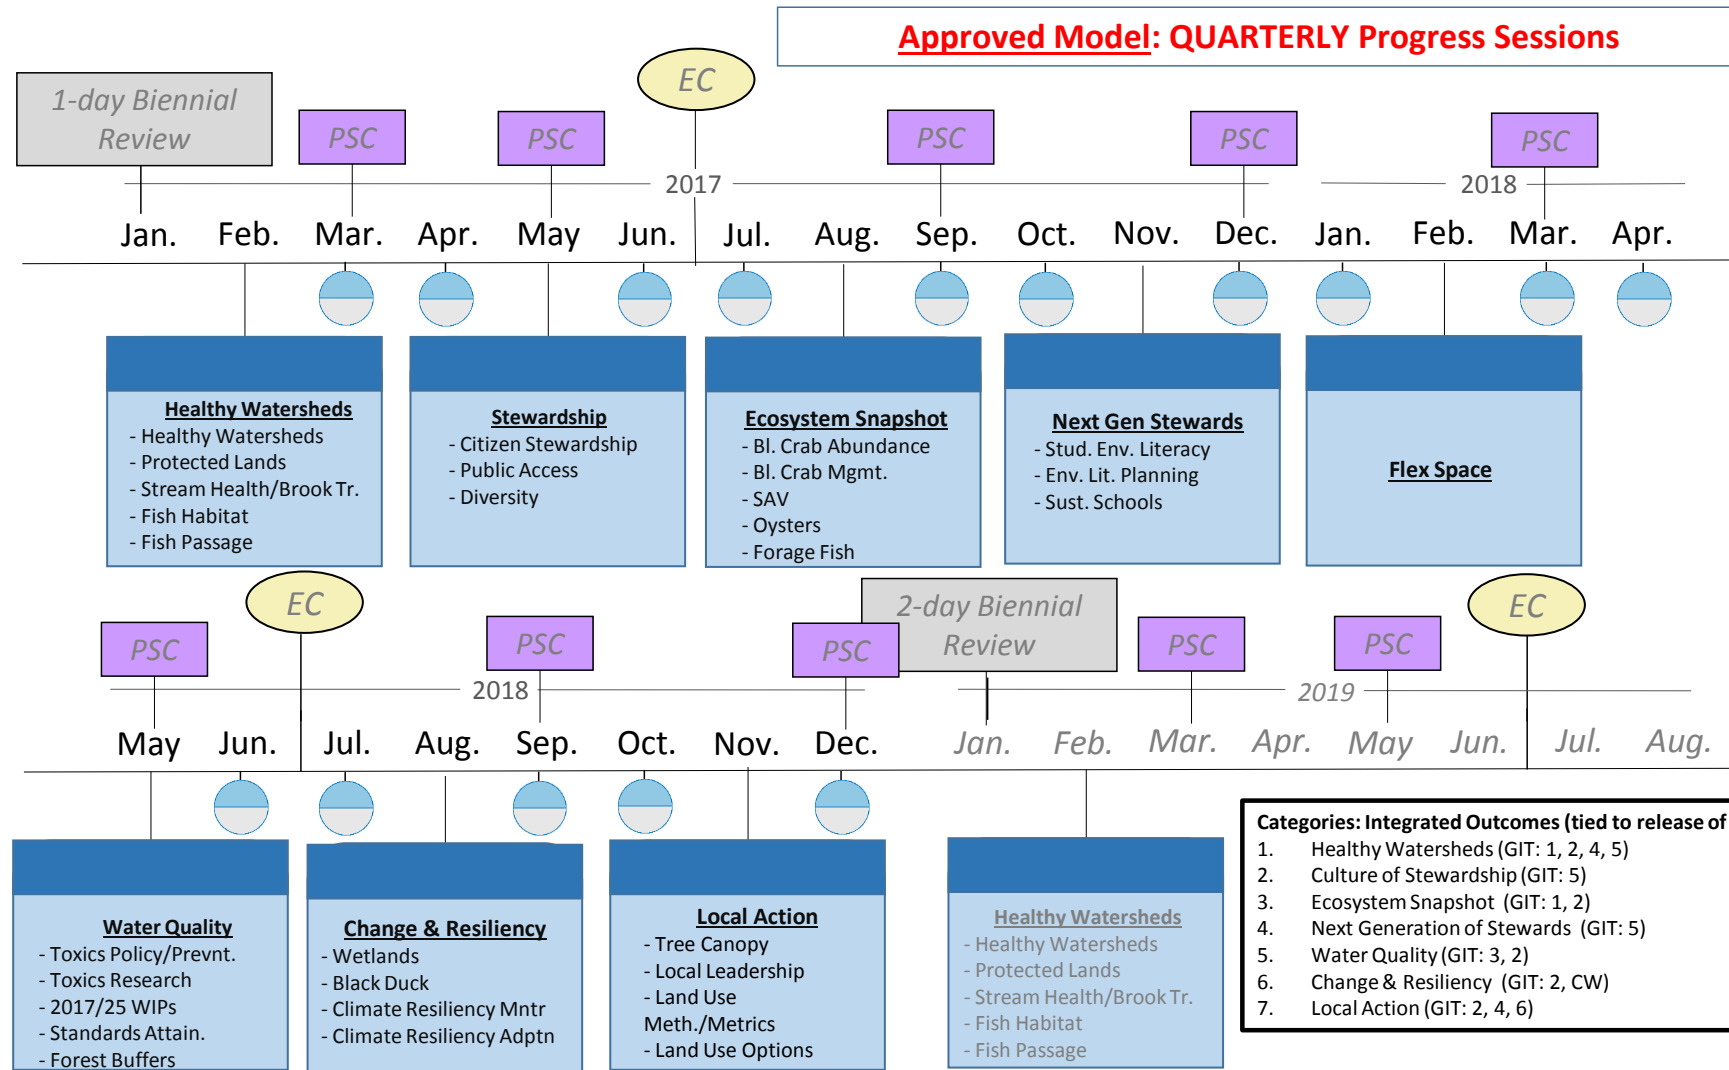 Approved Model: QUARTERLY Progress Sessions
1-day Biennial
Review
PSC
PSC
EC
PSC
PSC
PSC
2017
2018
Jan.
Feb.
Mar.
Apr.
May
Jun.
Jul.
Aug.
Sep.
Oct.
Nov.
Dec.
Jan.
Feb.
Mar.
Apr.
Healthy Watersheds
- Healthy Watersheds
- Protected Lands
- Stream Health/Brook Tr.
- Fish Habitat
- Fish Passage
Stewardship
- Citizen Stewardship
- Public Access
- Diversity
Ecosystem Snapshot
- Bl. Crab Abundance
- Bl. Crab Mgmt.
- SAV
- Oysters
- Forage Fish
Next Gen Stewards
- Stud. Env. Literacy
- Env. Lit. Planning
- Sust. Schools
Flex Space
PSC
EC
PSC
PSC
2-day Biennial
Review
PSC
PSC
EC
2018
2019
May
Jun.
Jul.
Aug.
Sep.
Oct.
Nov.
Dec.
Jan.
Feb.
Mar.
Apr.
May
Jun.
Jul.
Aug.
Water Quality
- Toxics Policy/Prevnt.
- Toxics Research
- 2017/25 WIPs
- Standards Attain.
- Forest Buffers
Change & Resiliency
- Wetlands
- Black Duck
- Climate Resiliency Mntr
- Climate Resiliency Adptn
Local Action
- Tree Canopy
- Local Leadership
- Land Use
Meth./Metrics
- Land Use Options
Healthy Watersheds
- Healthy Watersheds
- Protected Lands
- Stream Health/Brook Tr.
- Fish Habitat
- Fish Passage
Categories: Integrated Outcomes (tied to release of
1. Healthy Watersheds (GIT: 1, 2, 4, 5)
2. Culture of Stewardship (GIT: 5)
3. Ecosystem Snapshot (GIT: 1, 2)
4. Next Generation of Stewards (GIT: 5)
5. Water Quality (GIT: 3, 2)
6. Change & Resiliency (GIT: 2, CW)
7. Local Action (GIT: 2, 4, 6)